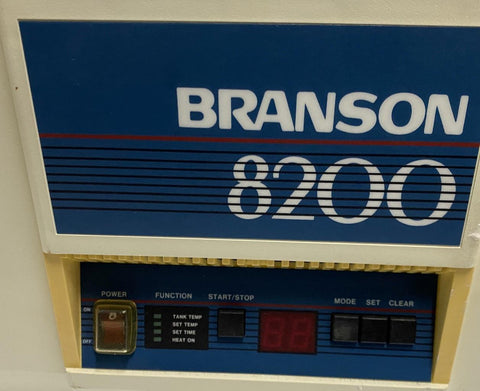 BRANSON
8200
POWER FUNCTION START/STOP MODE SET CLEAR
ON
TANK TEMP
SET TEMP
SET TIME
OFF HEAT ON